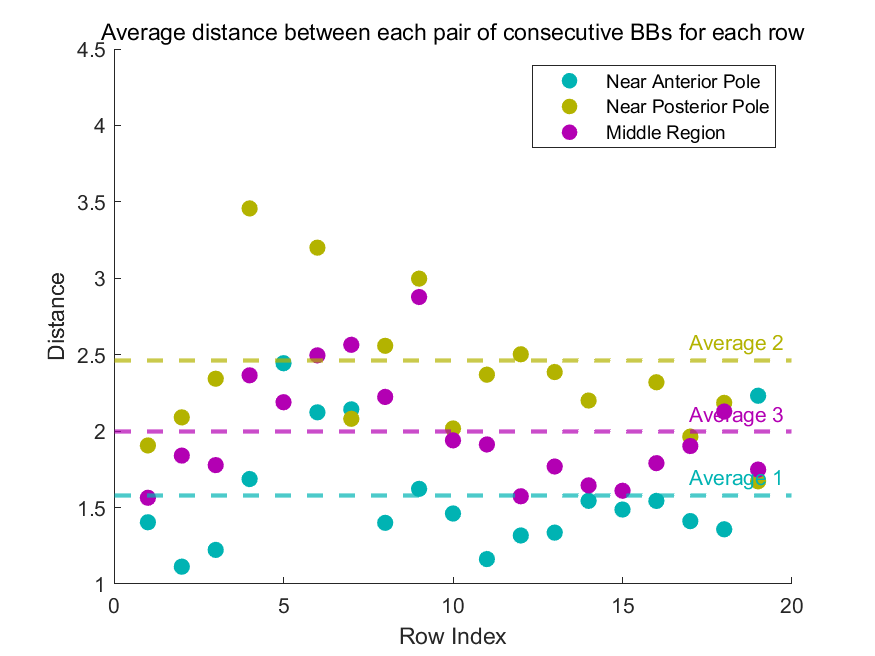 Average distance between each pair of consecutive BBs for each row
4.5
4
3.5
3
2.5
2
1.5
1
Distance
Near Anterior Pole
Near Posterior Pole
Middle Region
Average 2
Average 3
Average 1
0
5
10
15
20
Row Index